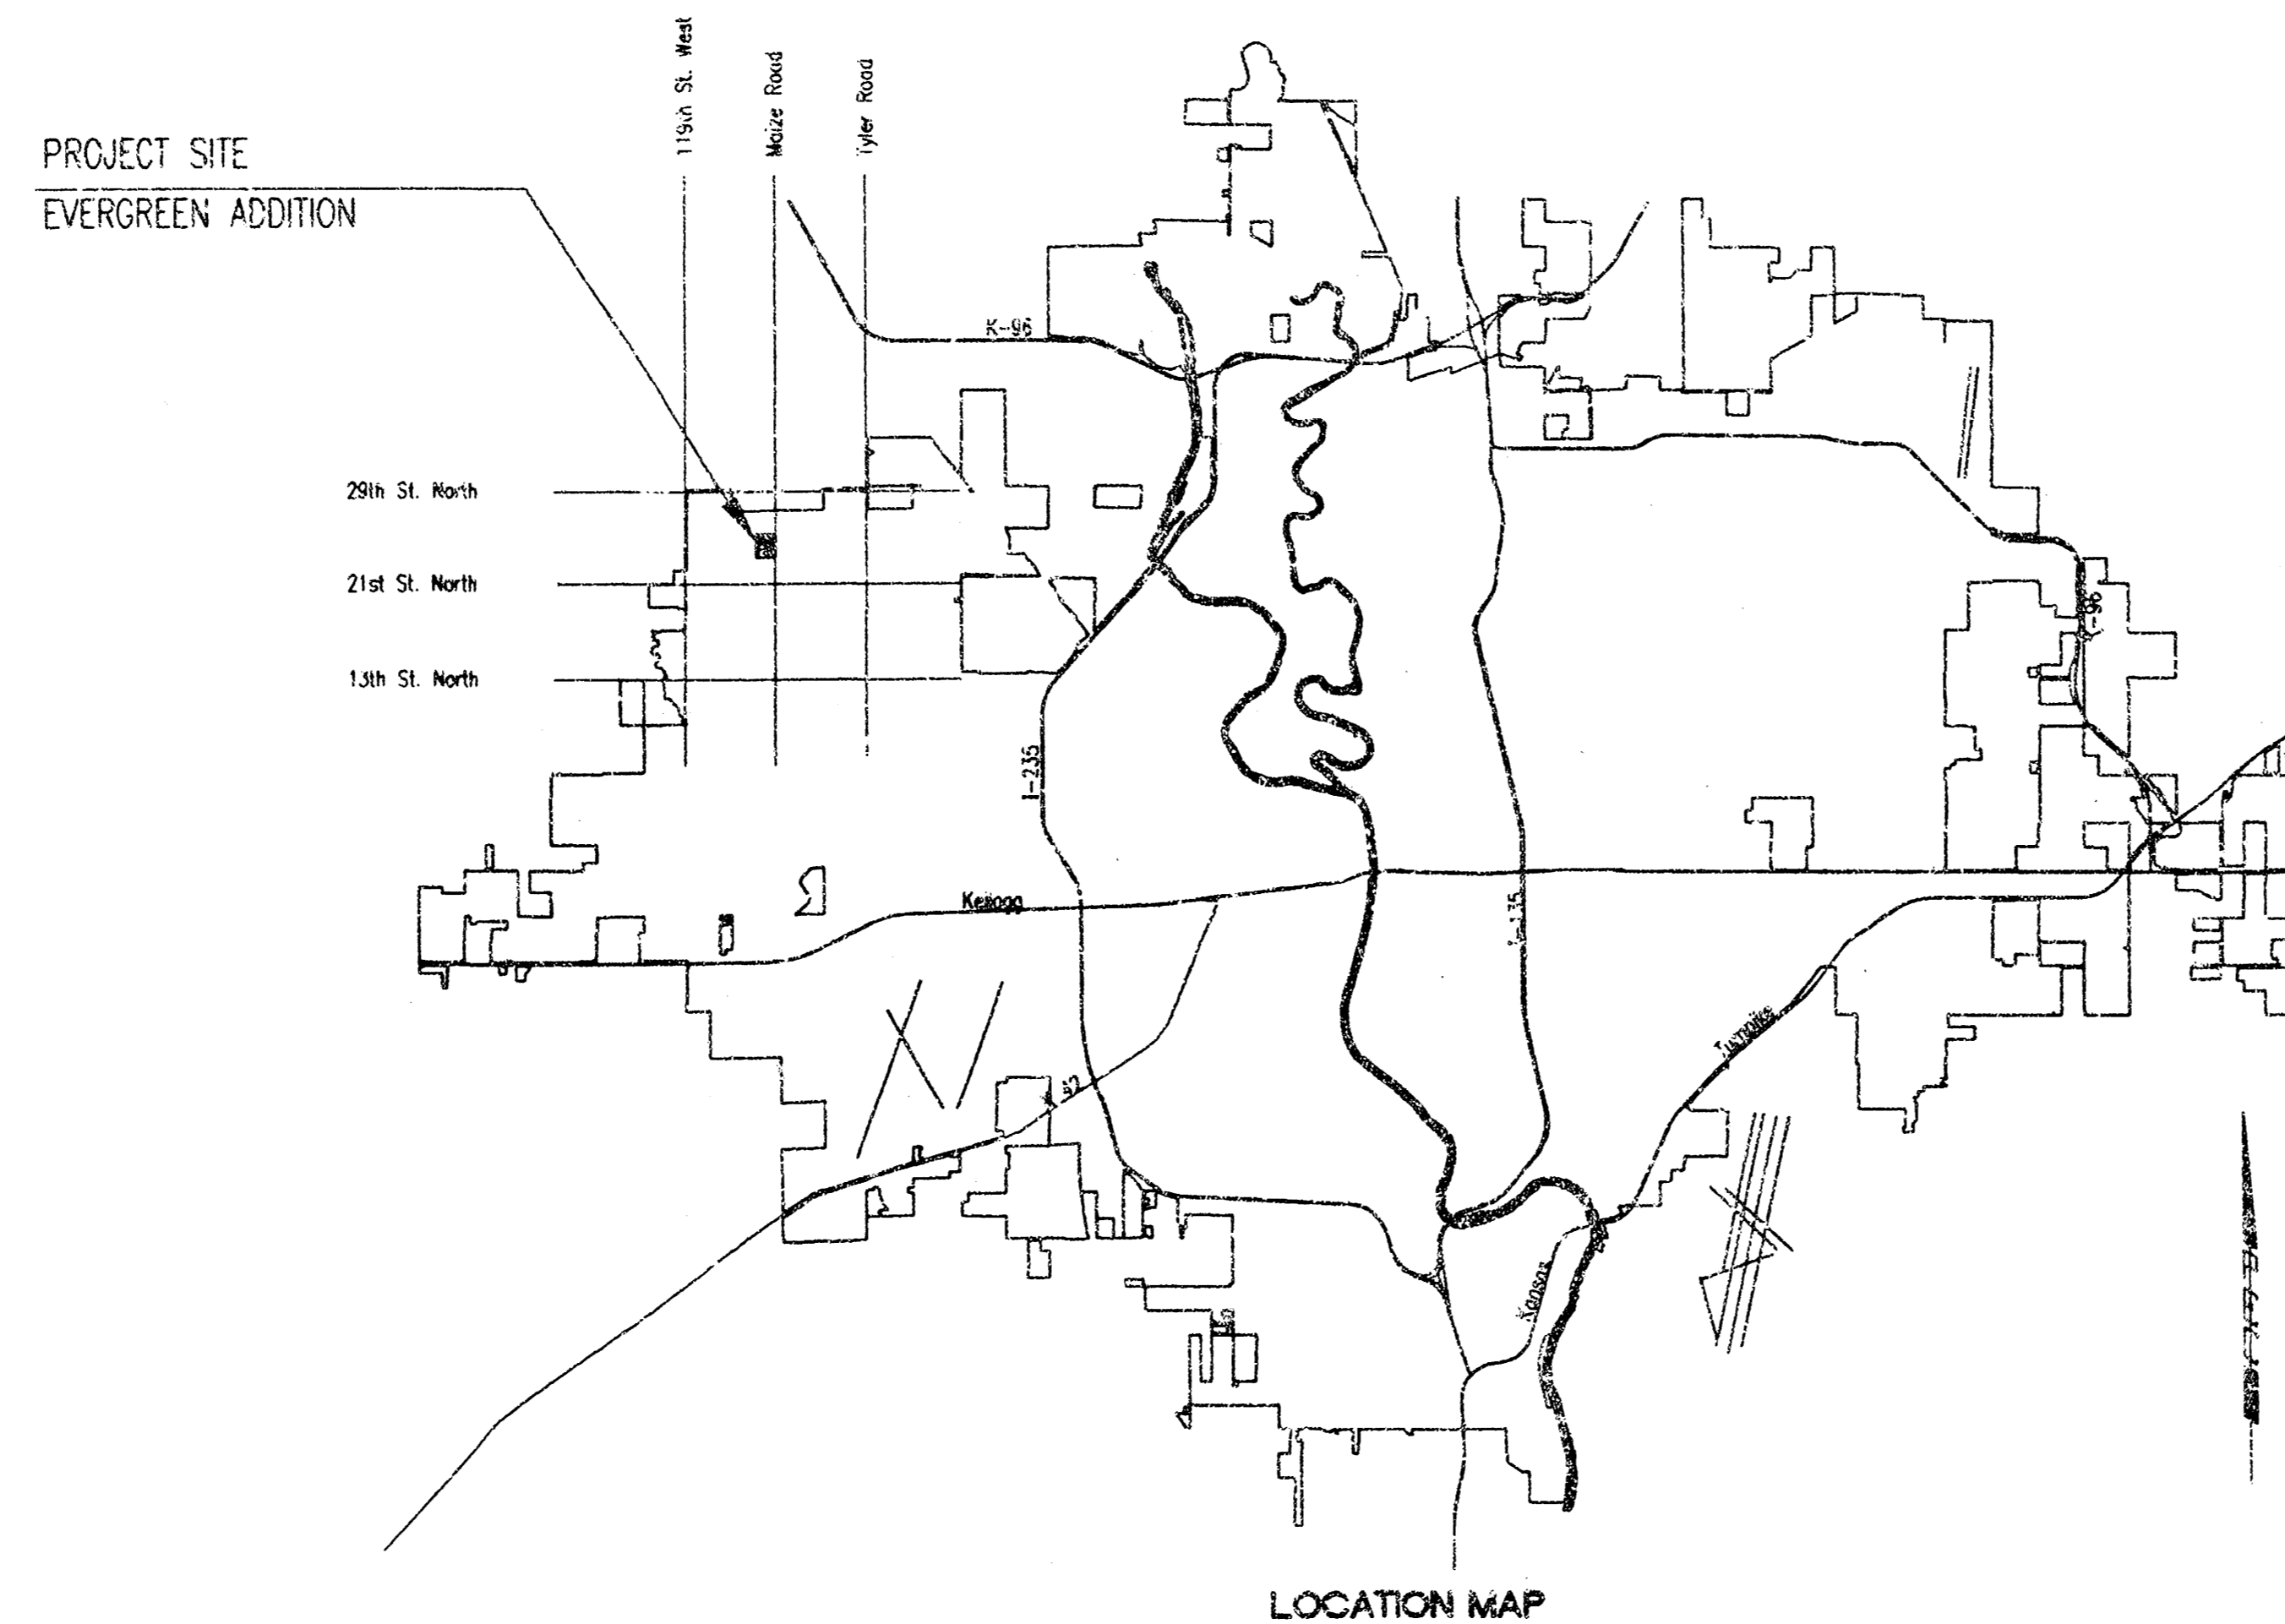 PROJECT SITE
EVERGREEN ADDITION
119th St. West
Maize Road
Tyler Road
K-96
29th St. North
21st St. North
13th St. North
K-96
I-235
Kellogg
I-135
Turnpike
Kansas
LOCATION MAP